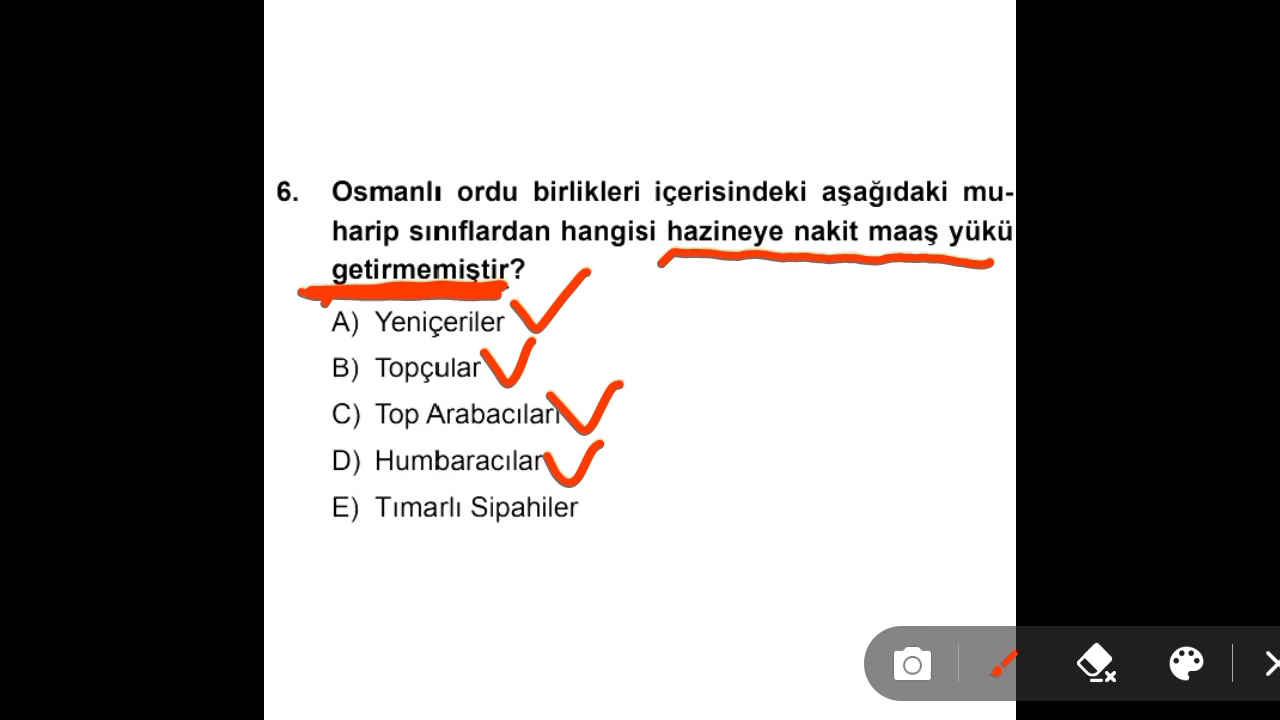 6. Osmanlı ordu birlikleri içerisindeki aşağıdaki mu-
harip sınıflardan hangisi hazineye nakit maaş yükü
getirmemiştir?
A) Yeniçeriler
B) Topçular
C) Top Arabacıları
D) Humbaracılar
E) Tımarlı Sipahiler